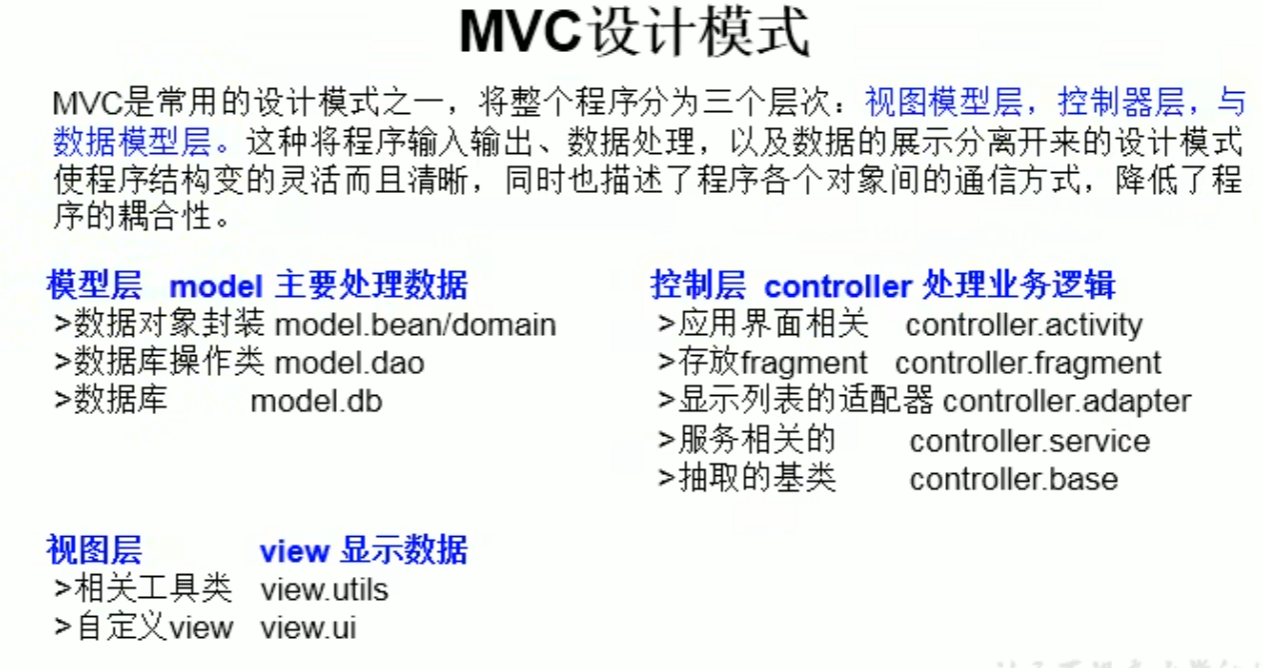 MVC设计模式
MVC是常用的设计模式之一，将整个程序分为三个层次：视图模型层，控制器层，与
数据模型层。这种将程序输入输出、数据处理，以及数据的展示分离开来的设计模式
使程序结构变的灵活而且清晰，同时也描述了程序各个对象间的通信方式，降低了程
序的耦合性。
模型层 model 主要处理数据
>数据对象封装 model.bean/domain
>数据库操作类 model.dao
>数据库 model.db
控制层 controller 处理业务逻辑
>应用界面相关 controller.activity
>存放fragment controller.fragment
>显示列表的适配器 controller.adapter
>服务相关的 controller.service
>抽取的基类 controller.base
视图层 view 显示数据
>相关工具类 view.utils
>自定义view view.ui